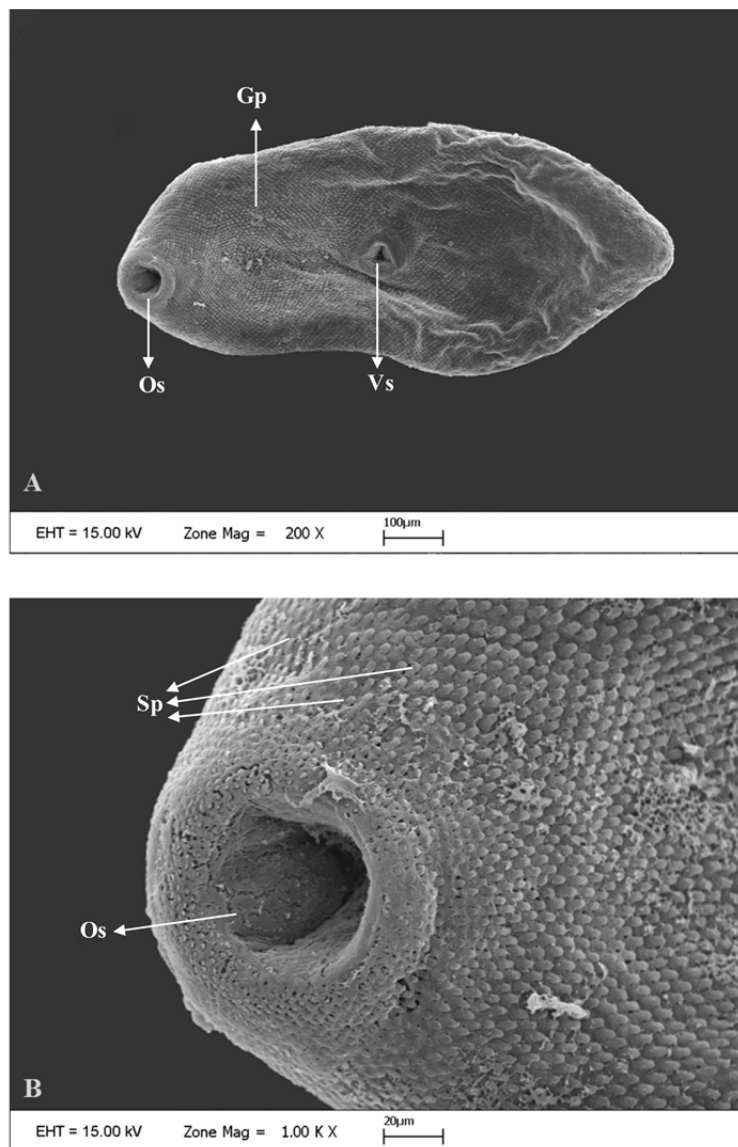 Gp
Os
Vs
A
EHT = 15.00 kV Zone Mag = 200 X 100µm
Sp
Os
B
EHT = 15.00 kV Zone Mag = 1.00 K X 20µm